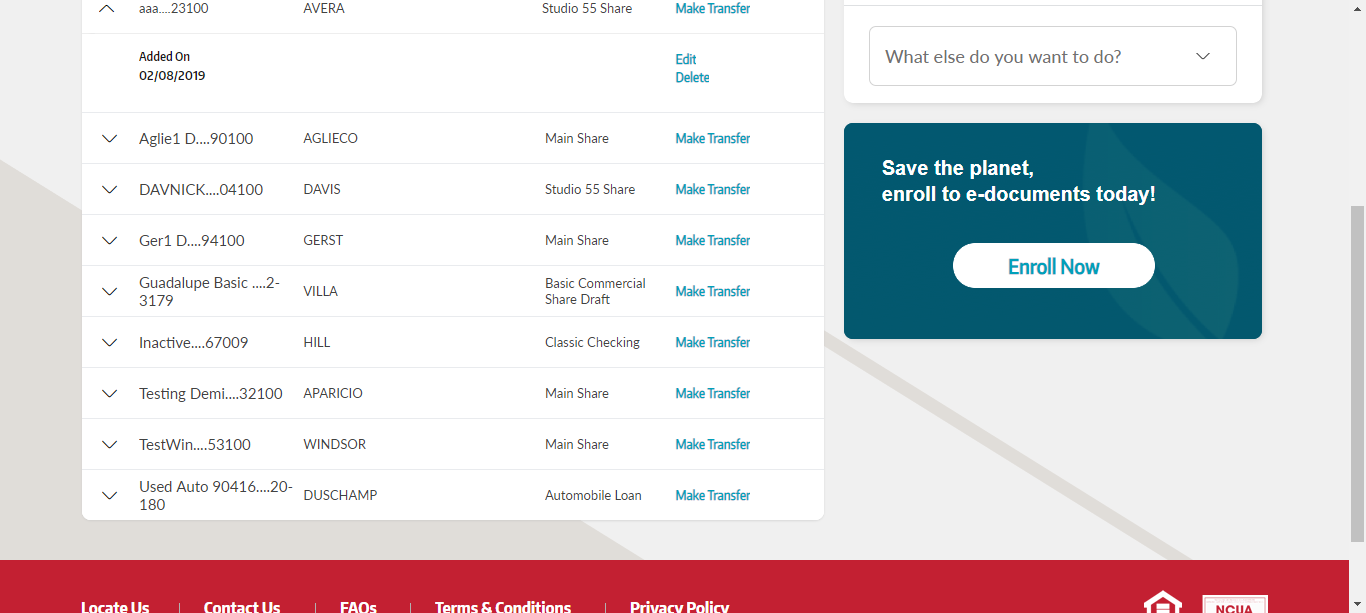 aaa....23100 AVERA Studio 55 Share Make Transfer
Added On Edit
02/08/2019 Delete
Aglie1 D....90100 AGLIECO Main Share Make Transfer
DAVNICK....04100 DAVIS Studio 55 Share Make Transfer
Ger1 D....94100 GERST Main Share Make Transfer
Guadalupe Basic ....2-
3179
VILLA
Basic Commercial
Share Draft
Make Transfer
Inactive....67009 HILL Classic Checking Make Transfer
Testing Demi....32100 APARICIO Main Share Make Transfer
TestWin....53100 WINDSOR Main Share Make Transfer
Used Auto 90416....20-
180
DUSCHAMP Automobile Loan Make Transfer
What else do you want to do?
Save the planet,
enroll to e-documents today!
Enroll Now
Locate Us Contact Us FAQs Terms & Conditions Privacy Policy
NCUA